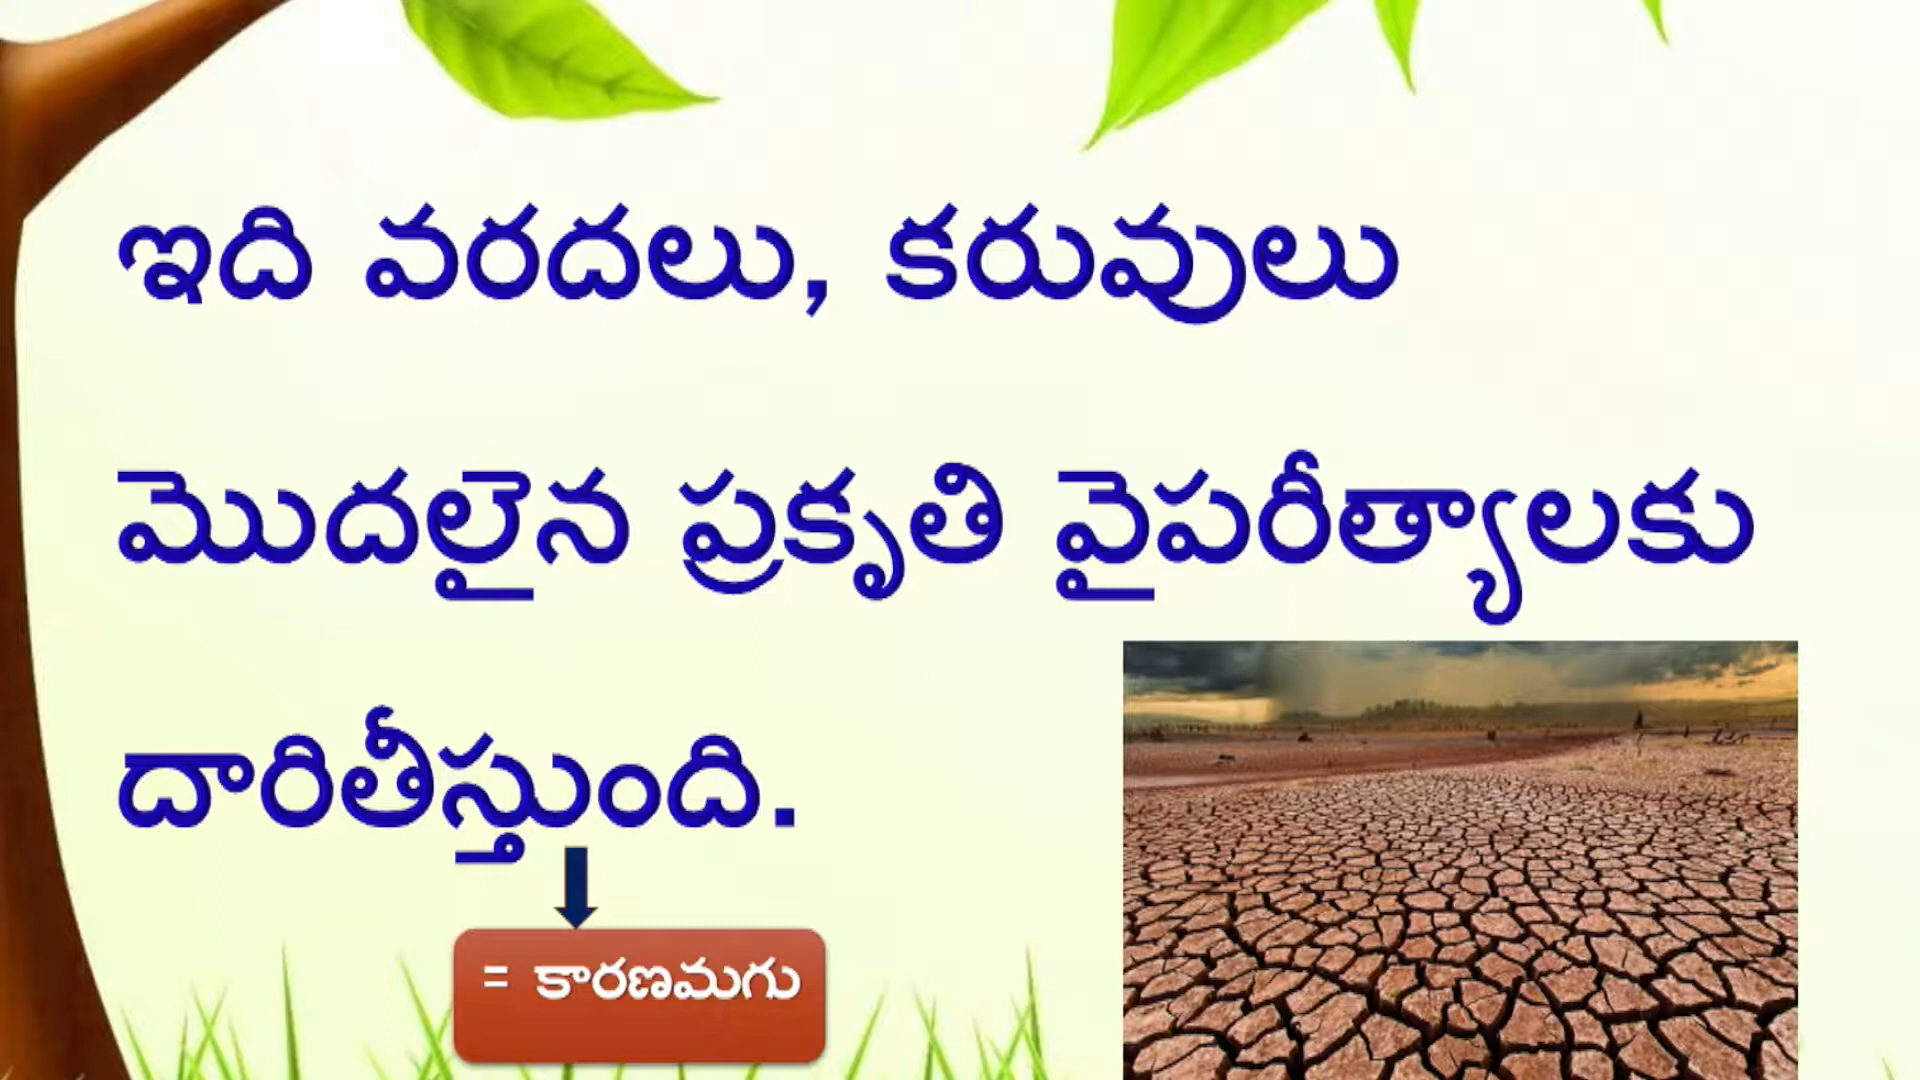 ఇది వరదలు, కరువులు
మొదలైన ప్రకృతి వైపరీత్యాలకు
దారితీస్తుంది.
= కారణమగు